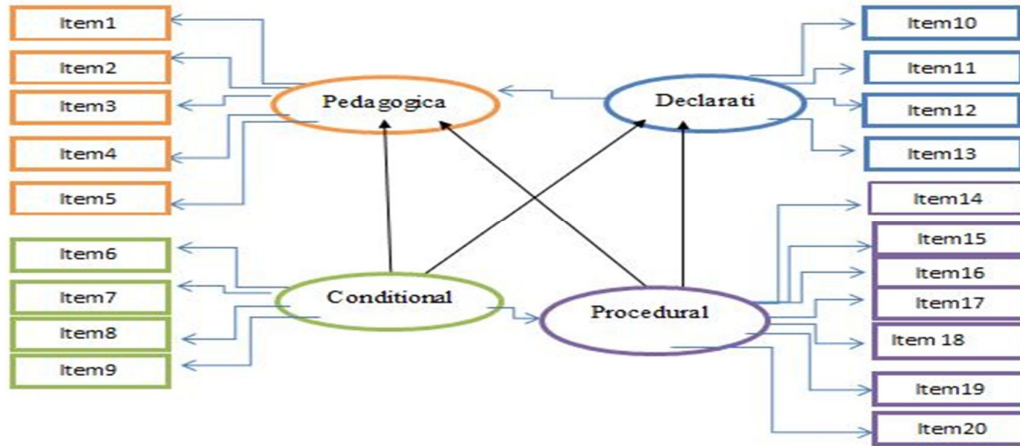 Item1
Item2
Item3
Item4
Item5
Item6
Item7
Item8
Item9
Pedagogica
Declarati
Conditional
Procedural
Item10
Item11
Item12
Item13
Item14
Item15
Item16
Item17
Item 18
Item19
Item20